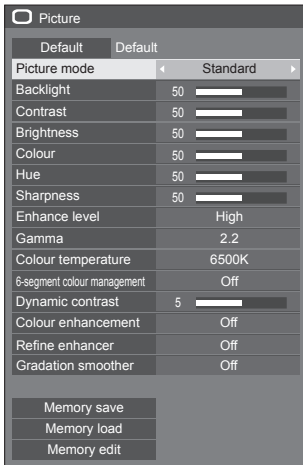 Picture
Default Default
Picture mode Standard
Backlight 50
Contrast 50
Brightness 50
Colour 50
Hue 50
Sharpness 50
Enhance level High
Gamma 2.2
Colour temperature 6500K
6-segment colour management Off
Dynamic contrast 5
Colour enhancement Off
Refine enhancer Off
Gradation smoother Off
Memory save
Memory load
Memory edit